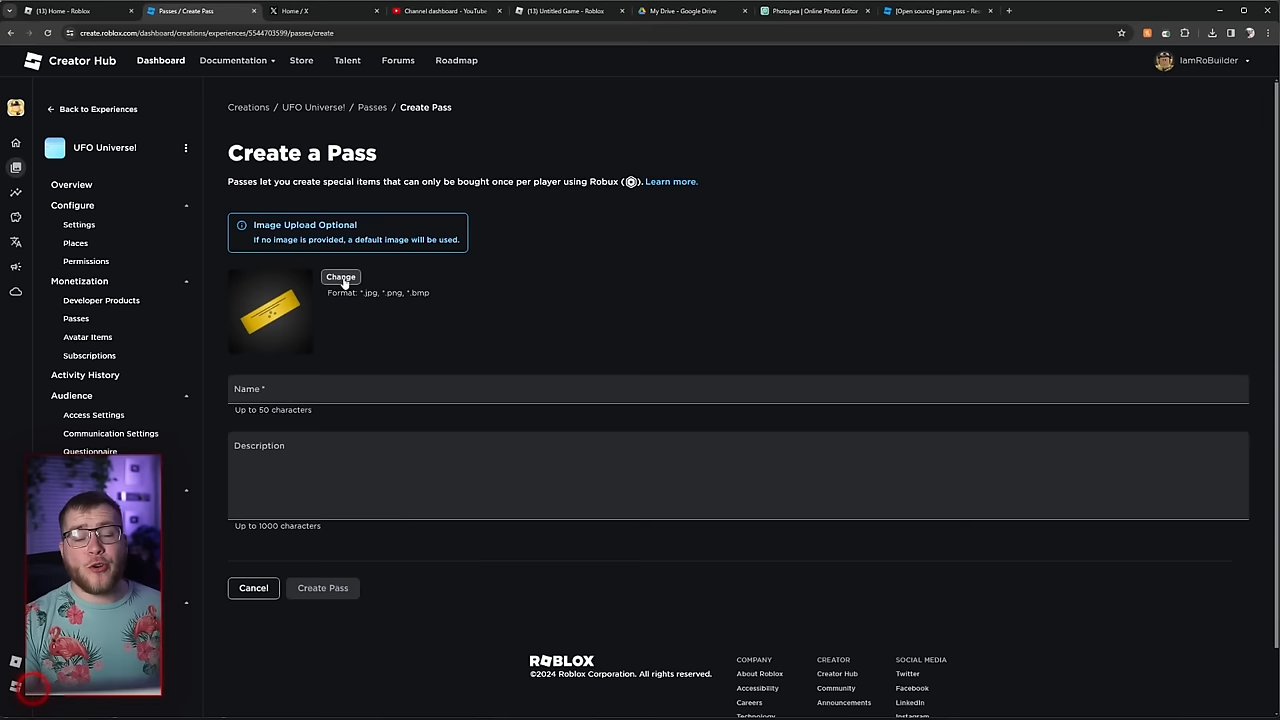 (13) Home - Roblox
Passes / Create Pass
Home / X
Channel dashboard - YouTube
(13) Untitled Game - Roblox
My Drive - Google Drive
Photopea | Online Photo Editor
[Open source] game pass - Re
create.roblox.com/dashboard/creations/experiences/5544703599/passes/create
Creator Hub
Dashboard
Documentation
Store
Talent
Forums
Roadmap
IamRoBuilder
Back to Experiences
UFO Universe!
Overview
Configure
Settings
Places
Permissions
Monetization
Developer Products
Passes
Avatar Items
Subscriptions
Activity History
Audience
Access Settings
Communication Settings
Questionnaire
Creations / UFO Universe! / Passes / Create Pass
Create a Pass
Passes let you create special items that can only be bought once per player using Robux ( ). Learn more.
Image Upload Optional
If no image is provided, a default image will be used.
Change
Format: *.jpg, *.png, *.bmp
Name *
Up to 50 characters
Description
Up to 1000 characters
Cancel
Create Pass
ROBLOX
©2024 Roblox Corporation. All rights reserved.
COMPANY
About Roblox
Accessibility
Careers
Technology
CREATOR
Creator Hub
Community
Announcements
SOCIAL MEDIA
Twitter
Facebook
LinkedIn
Instagram